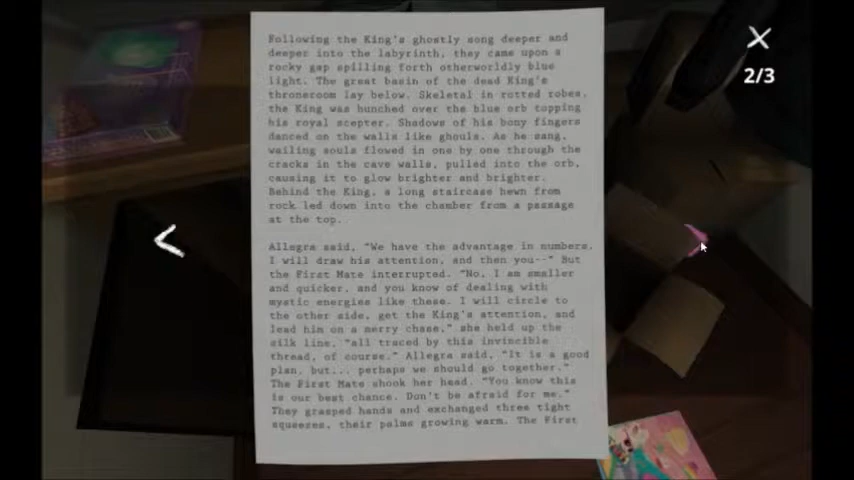 2/3
Following the King's ghostly song deeper and
deeper into the labyrinth, they came upon a
rocky gap spilling forth otherworldly blue
light. The great basin of the dead King's
throneroom lay below. Skeletal in rotted robes,
the King was hunched over the blue orb topping
his royal scepter. Shadows of his bony fingers
danced on the walls like ghouls. As he sang,
wailing souls flowed in one by one through the
cracks in the cave walls, pulled into the orb,
causing it to glow brighter and brighter.
Behind the King, a long staircase hewn from
rock led down into the chamber from a passage
at the top.
Allegra said, "We have the advantage in numbers.
I will draw his attention, and then you--" But
the First Mate interrupted. "No, I am smaller
and quicker, and you know of dealing with
mystic energies like these. I will circle to
the other side, get the King's attention, and
lead him on a merry chase," she held up the
silk line, "all traced by this invincible
thread, of course." Allegra said, "It is a good
plan, but... perhaps we should go together."
The First Mate shook her head. "You know this
is our best chance. Don't be afraid for me."
They grasped hands and exchanged three tight
squeezes, their palms growing warm. The First